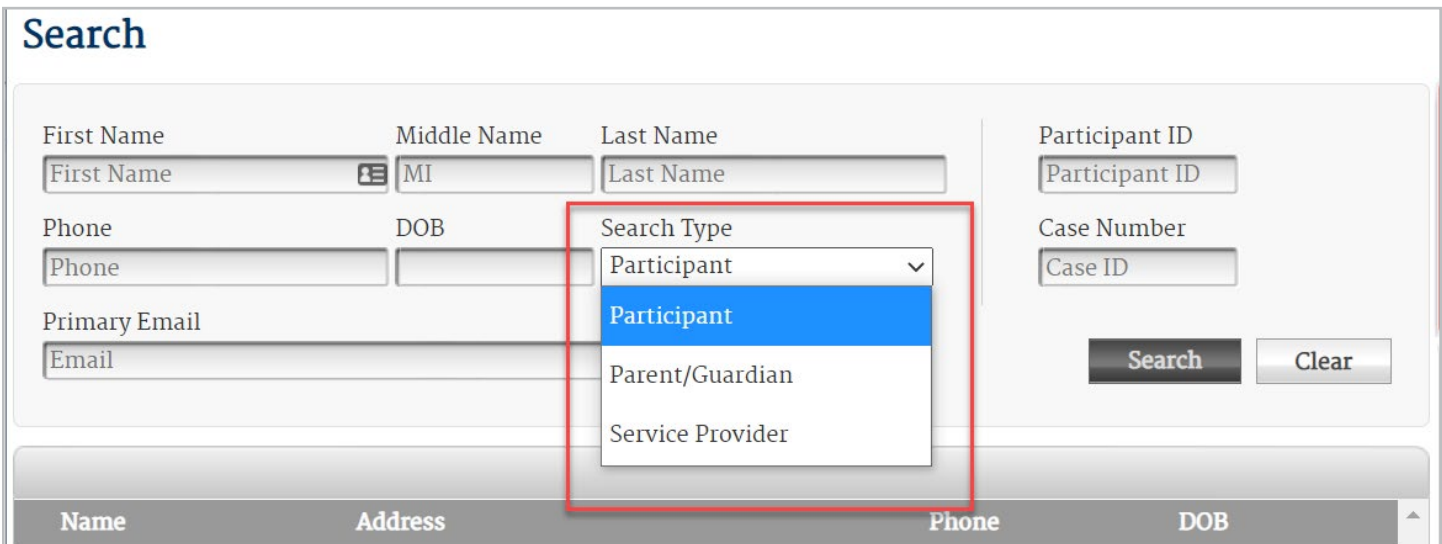 Search
First Name Middle Name Last Name Participant ID
First Name MI Last Name Participant ID
Phone DOB Search Type Case Number
Phone Participant Case ID
Participant
Primary Email
Email
Search Clear
Parent/Guardian
Service Provider
Name Address Phone DOB